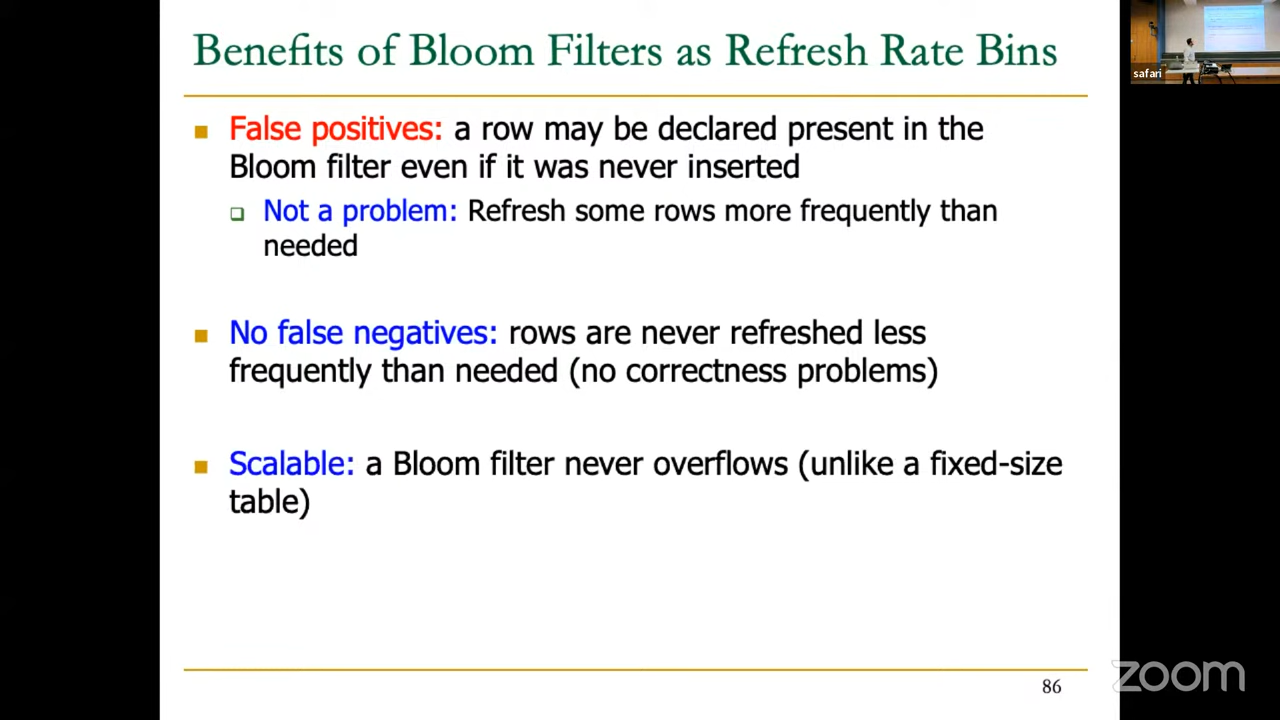 Benefits of Bloom Filters as Refresh Rate Bins
safari
False positives: a row may be declared present in the
Bloom filter even if it was never inserted
Not a problem: Refresh some rows more frequently than
needed
No false negatives: rows are never refreshed less
frequently than needed (no correctness problems)
Scalable: a Bloom filter never overflows (unlike a fixed-size
table)
86
zoom